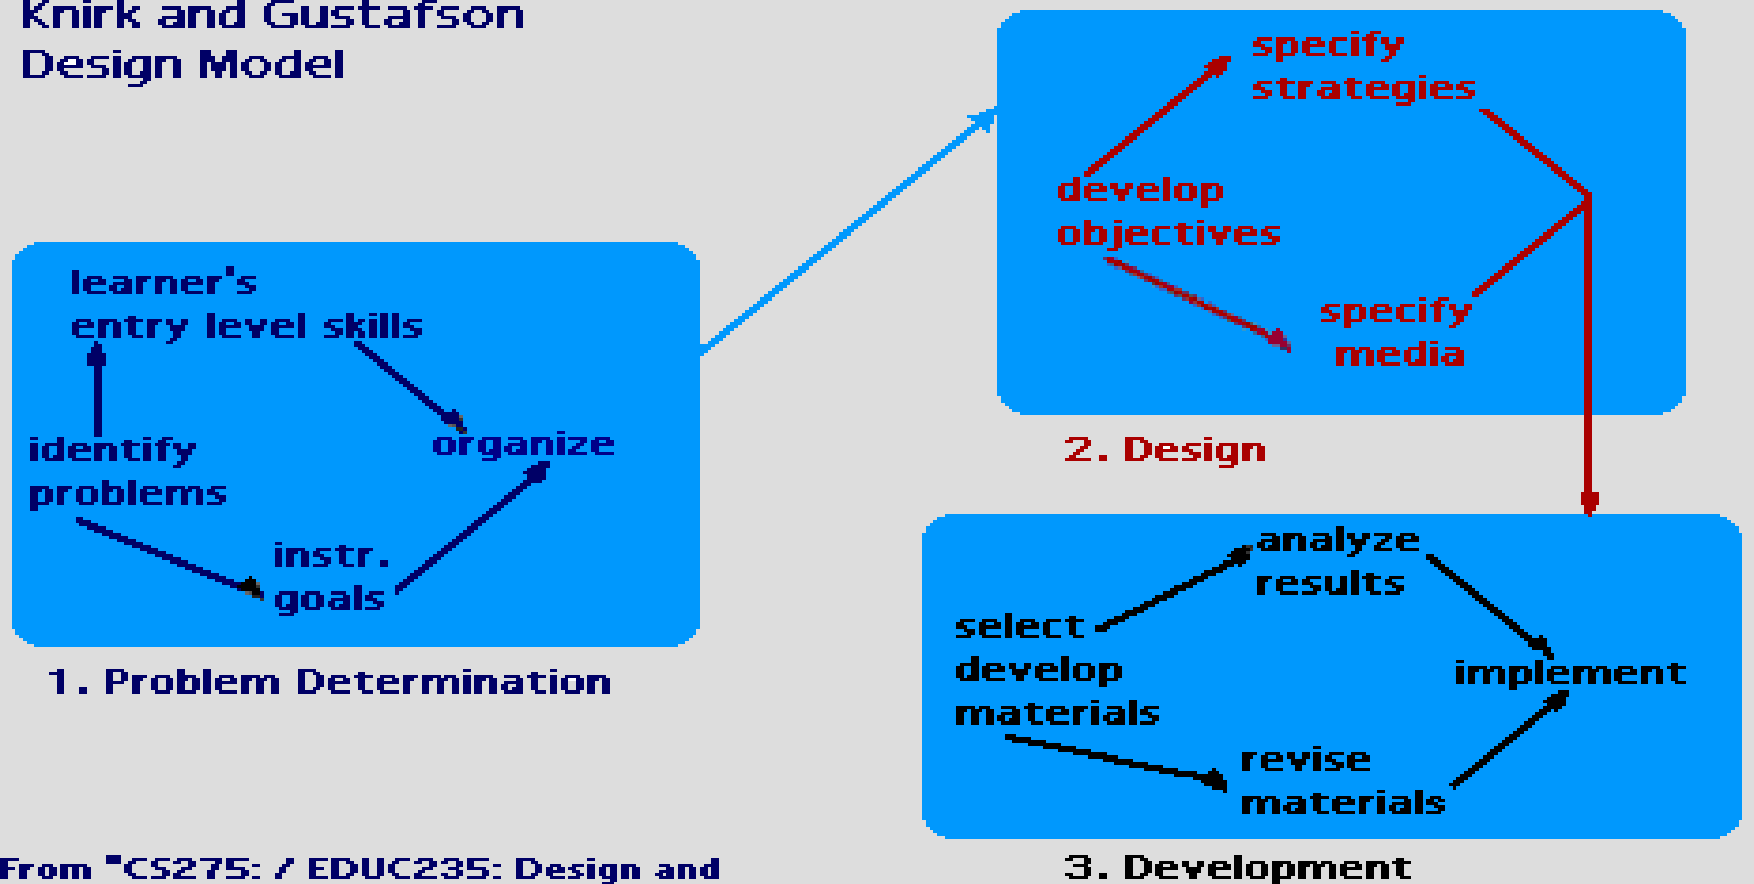 Knirk and Gustafson
Design Model
learner's
entry level skills
identify
problems
organize
instr.
goals
1. Problem Determination
specify
strategies
develop
objectives
specify
media
2. Design
analyze
results
select
develop
materials
implement
revise
materials
3. Development
From "CS275: / EDUC235: Design and